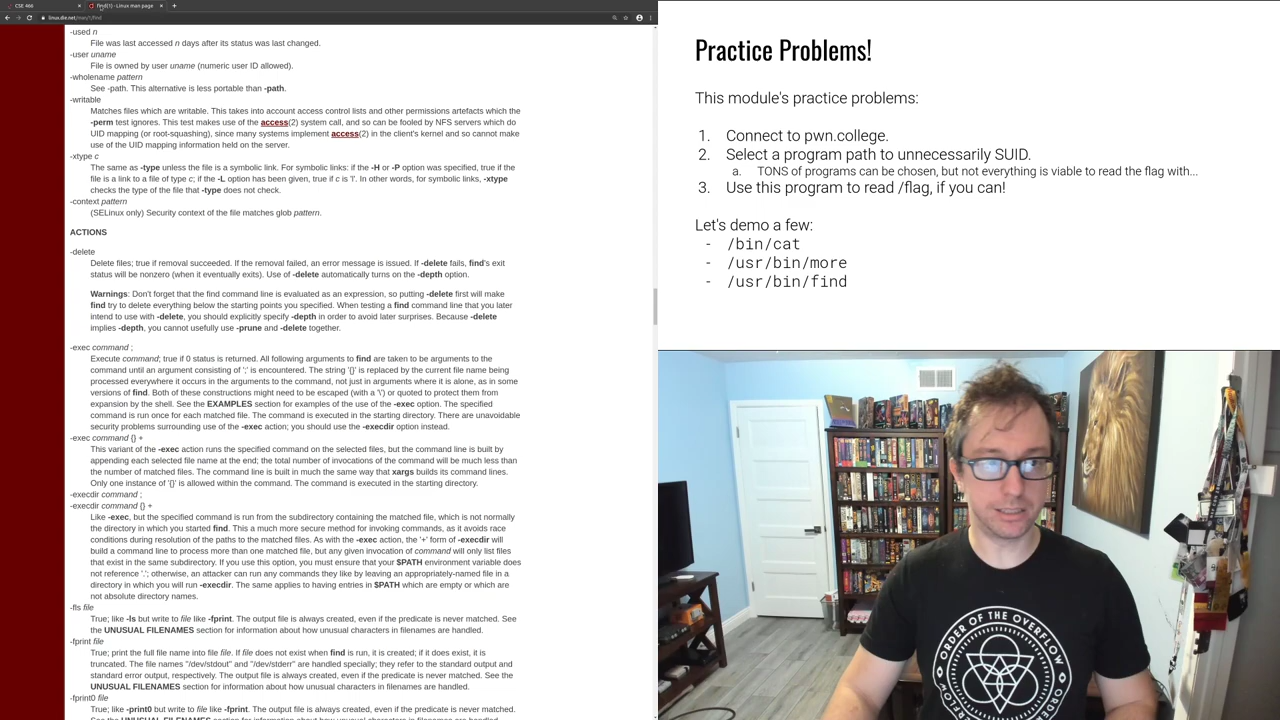 CSE 466
find(1) - Linux man page
linux.die.net/man/1/find
-used n
File was last accessed n days after its status was last changed.
-user uname
File is owned by user uname (numeric user ID allowed).
-wholename pattern
See -path. This alternative is less portable than -path.
-writable
Matches files which are writable. This takes into account access control lists and other permissions artefacts which the
-perm test ignores. This test makes use of the access(2) system call, and so can be fooled by NFS servers which do
UID mapping (or root-squashing), since many systems implement access(2) in the client's kernel and so cannot make
use of the UID mapping information held on the server.
-xtype c
The same as -type unless the file is a symbolic link. For symbolic links: if the -H or -P option was specified, true if the
file is a link to a file of type c; if the -L option has been given, true if c is 'l'. In other words, for symbolic links, -xtype
checks the type of the file that -type does not check.
-context pattern
(SELinux only) Security context of the file matches glob pattern.
ACTIONS
-delete
Delete files; true if removal succeeded. If the removal failed, an error message is issued. If -delete fails, find's exit
status will be nonzero (when it eventually exits). Use of -delete automatically turns on the -depth option.
Warnings: Don't forget that the find command line is evaluated as an expression, so putting -delete first will make
find try to delete everything below the starting points you specified. When testing a find command line that you later
intend to use with -delete, you should explicitly specify -depth in order to avoid later surprises. Because -delete
implies -depth, you cannot usefully use -prune and -delete together.
-exec command ;
Execute command; true if 0 status is returned. All following arguments to find are taken to be arguments to the
command until an argument consisting of ';' is encountered. The string '{}' is replaced by the current file name being
processed everywhere it occurs in the arguments to the command, not just in arguments where it is alone, as in some
versions of find. Both of these constructions might need to be escaped (with a '\') or quoted to protect them from
expansion by the shell. See the EXAMPLES section for examples of the use of the -exec option. The specified
command is run once for each matched file. The command is executed in the starting directory. There are unavoidable
security problems surrounding use of the -exec action; you should use the -execdir option instead.
-exec command {} +
This variant of the -exec action runs the specified command on the selected files, but the command line is built by
appending each selected file name at the end; the total number of invocations of the command will be much less than
the number of matched files. The command line is built in much the same way that xargs builds its command lines.
Only one instance of '{}' is allowed within the command. The command is executed in the starting directory.
-execdir command ;
-execdir command {} +
Like -exec, but the specified command is run from the subdirectory containing the matched file, which is not normally
the directory in which you started find. This a much more secure method for invoking commands, as it avoids race
conditions during resolution of the paths to the matched files. As with the -exec action, the '+' form of -execdir will
build a command line to process more than one matched file, but any given invocation of command will only list files
that exist in the same subdirectory. If you use this option, you must ensure that your $PATH environment variable does
not reference '.'; otherwise, an attacker can run any commands they like by leaving an appropriately-named file in a
directory in which you will run -execdir. The same applies to having entries in $PATH which are empty or which are
not absolute directory names.
-fls file
True; like -ls but write to file like -fprint. The output file is always created, even if the predicate is never matched. See
the UNUSUAL FILENAMES section for information about how unusual characters in filenames are handled.
-fprint file
True; print the full file name into file file. If file does not exist when find is run, it is created; if it does exist, it is
truncated. The file names "/dev/stdout" and "/dev/stderr" are handled specially; they refer to the standard output and
standard error output, respectively. The output file is always created, even if the predicate is never matched. See the
UNUSUAL FILENAMES section for information about how unusual characters in filenames are handled.
-fprint0 file
True; like -print0 but write to file like -fprint. The output file is always created, even if the predicate is never matched.
See the UNUSUAL FILENAMES section for information about how unusual characters in filenames are handled.
Practice Problems!
This module's practice problems:
1. Connect to pwn.college.
2. Select a program path to unnecessarily SUID.
a. TONS of programs can be chosen, but not everything is viable to read the flag with...
3. Use this program to read /flag, if you can!
Let's demo a few:
- /bin/cat
- /usr/bin/more
- /usr/bin/find
ORDER OF THE OVERFLOW